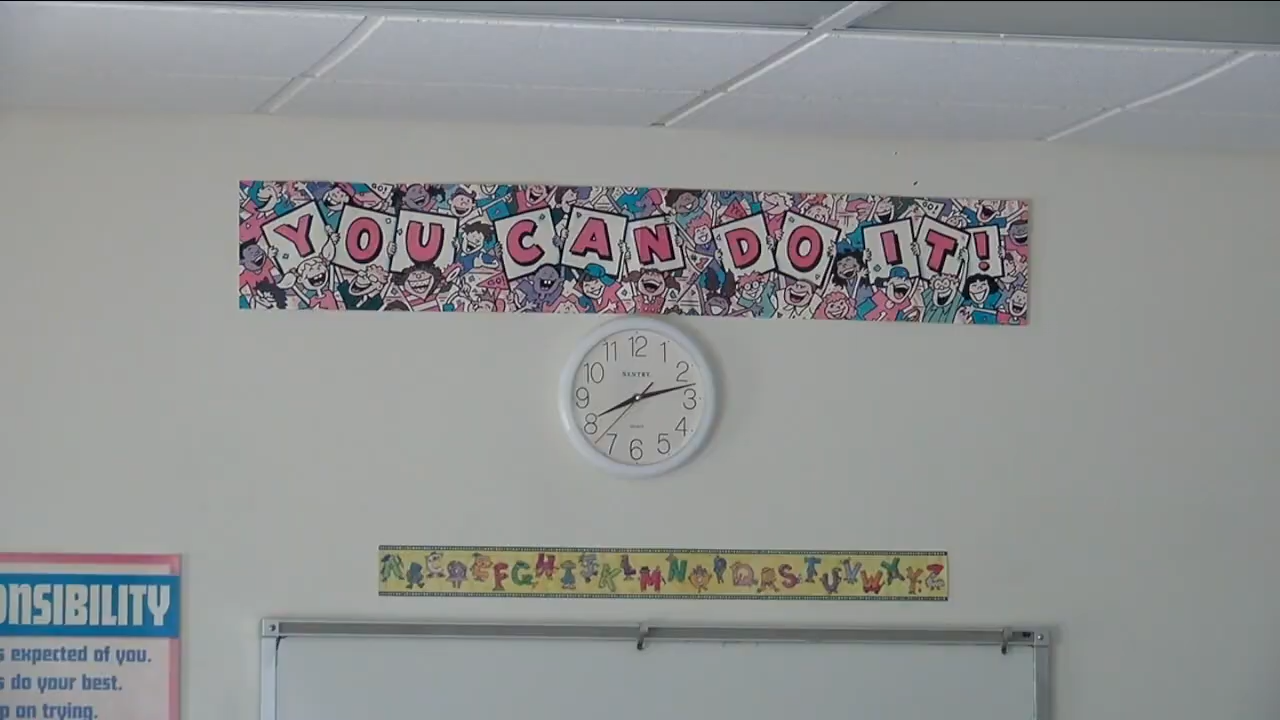 YOU CAN DO IT!
11 12 1
10 2
9 3
8 4
7 6 5
ABCDEFGHIJKLMNOPQRSTUVWXYZ
ONSIBILITY
s expected of you.
s do your best.
p on trying.